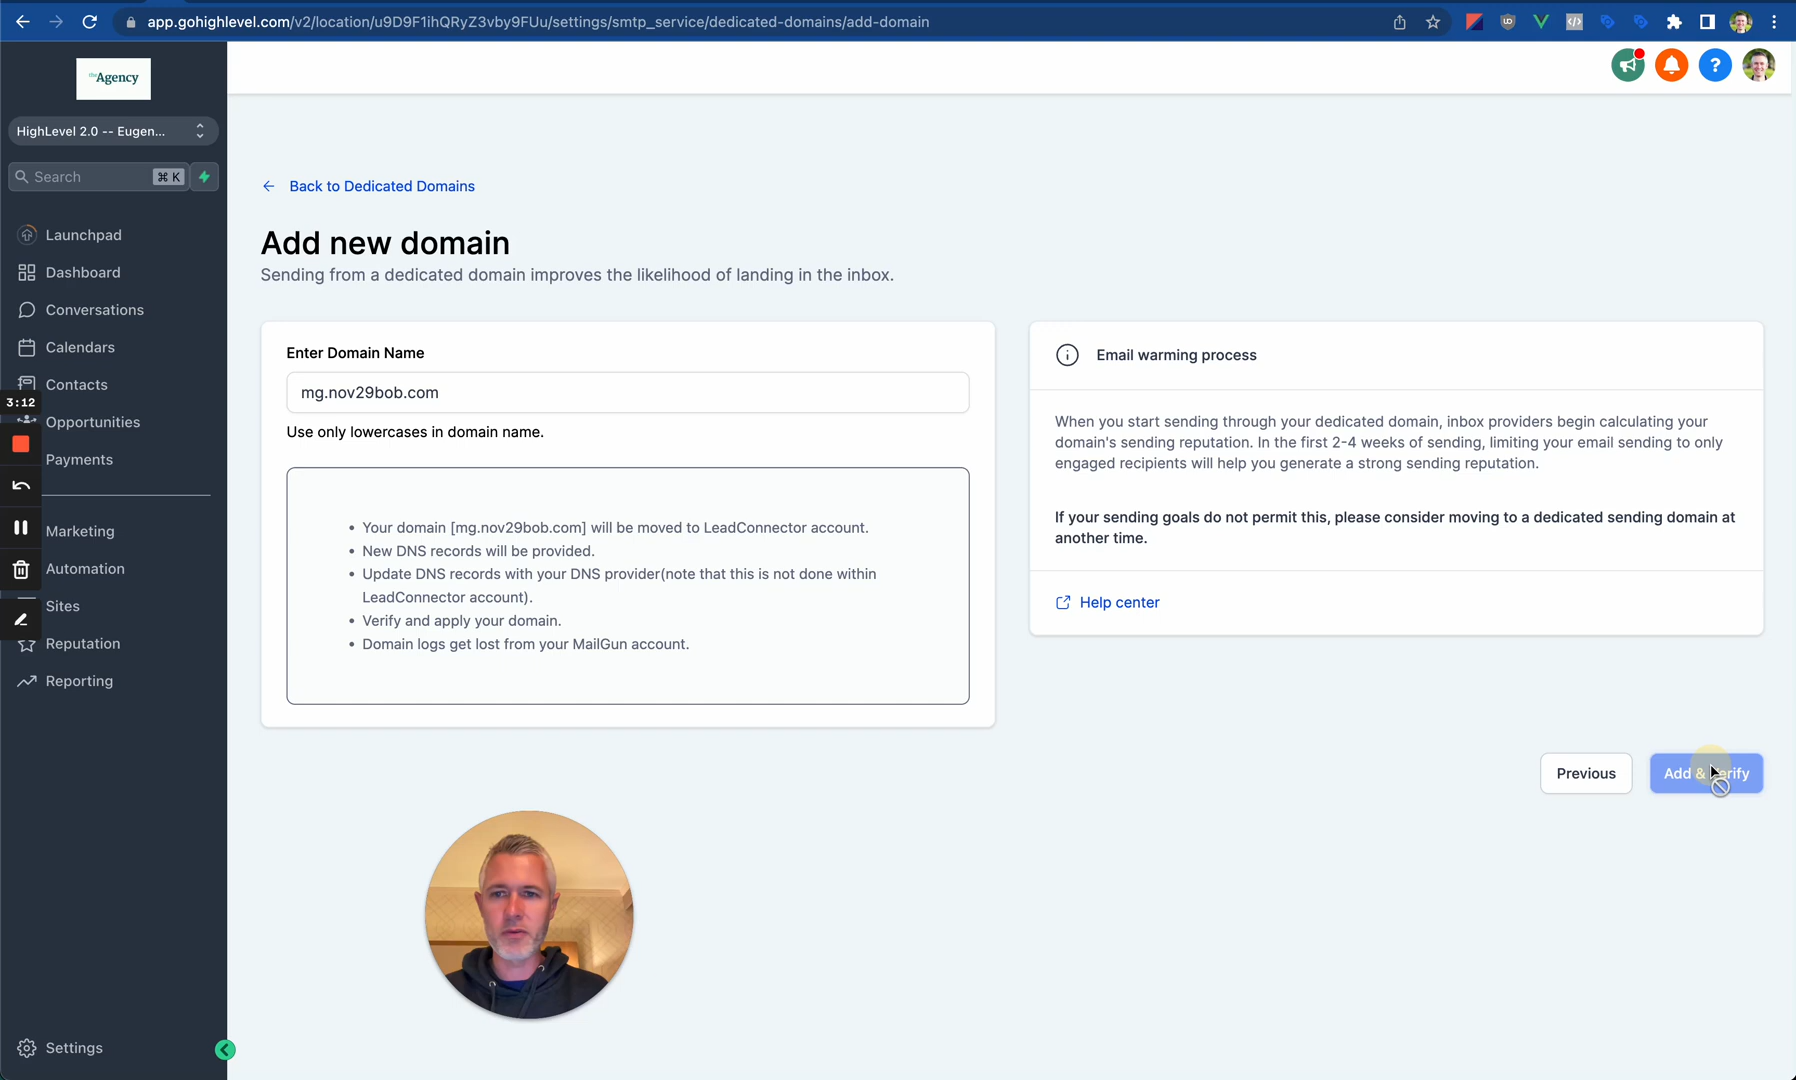 app.gohighlevel.com/v2/location/u9D9F1ihQRyZ3vby9FUu/settings/smtp_service/dedicated-domains/add-domain
theAgency
HighLevel 2.0 -- Eugen...
Search ⌘ K
Launchpad
Dashboard
Conversations
Calendars
Contacts
3:12
Opportunities
Payments
Marketing
Automation
Sites
Reputation
Reporting
Settings
Back to Dedicated Domains
Add new domain
Sending from a dedicated domain improves the likelihood of landing in the inbox.
Enter Domain Name
mg.nov29bob.com
Use only lowercases in domain name.
• Your domain [mg.nov29bob.com] will be moved to LeadConnector account.
• New DNS records will be provided.
• Update DNS records with your DNS provider(note that this is not done within
LeadConnector account).
• Verify and apply your domain.
• Domain logs get lost from your MailGun account.
Email warming process
When you start sending through your dedicated domain, inbox providers begin calculating your
domain's sending reputation. In the first 2-4 weeks of sending, limiting your email sending to only
engaged recipients will help you generate a strong sending reputation.
If your sending goals do not permit this, please consider moving to a dedicated sending domain at
another time.
Help center
Previous
Add & Verify